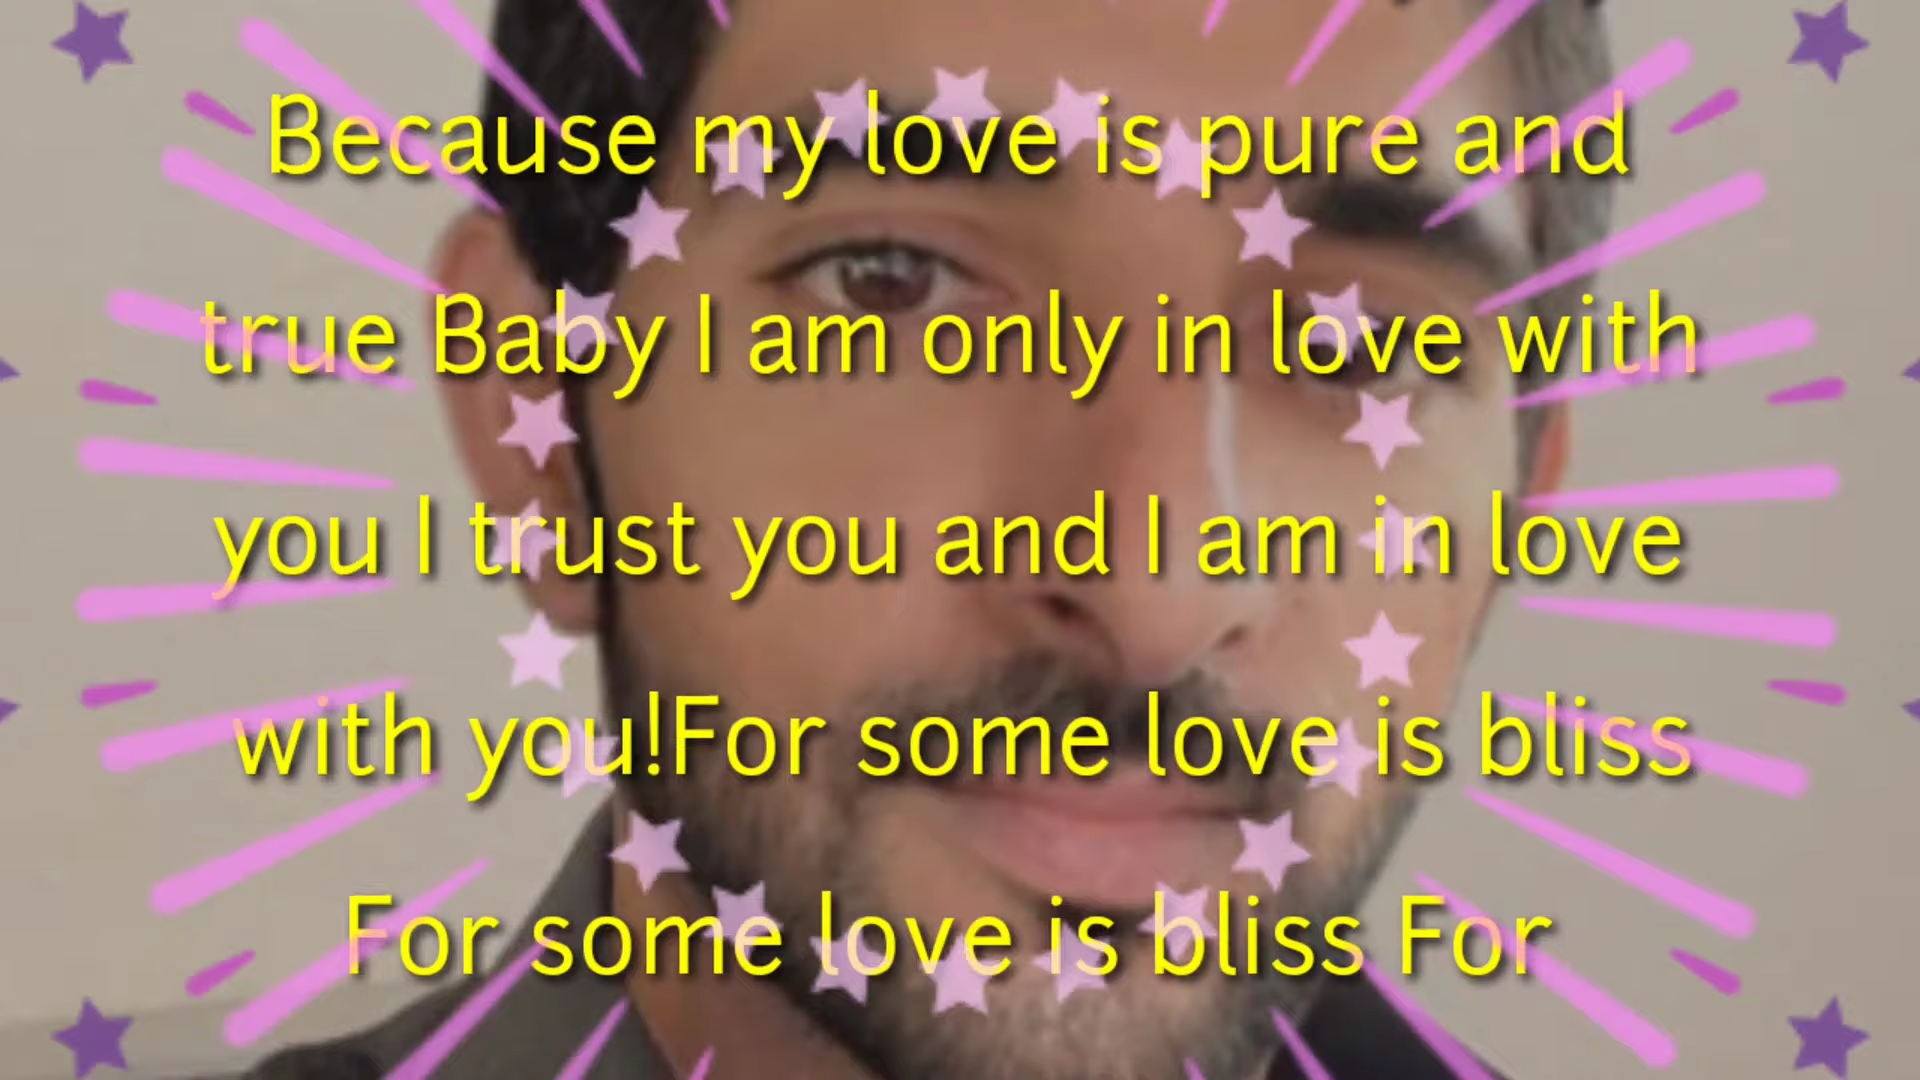 Because my love is pure and
true Baby I am only in love with
you I trust you and I am in love
with you!For some love is bliss
For some love is bliss For